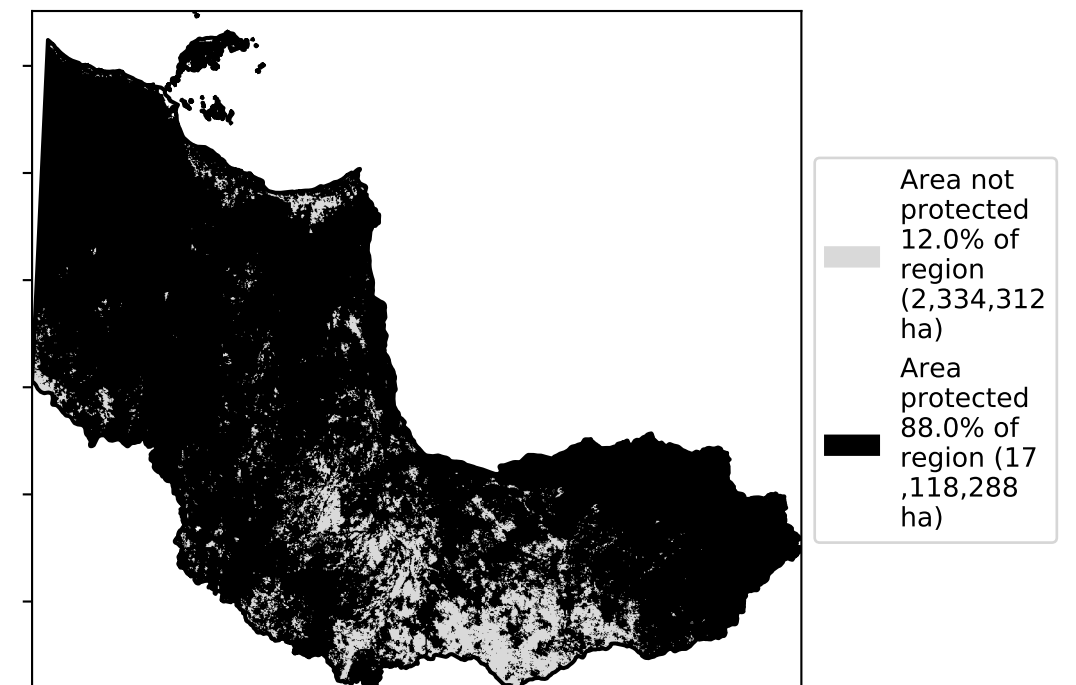 Area not
protected
12.0% of
region
(2,334,312
ha)
Area
protected
88.0% of
region (17
,118,288
ha)